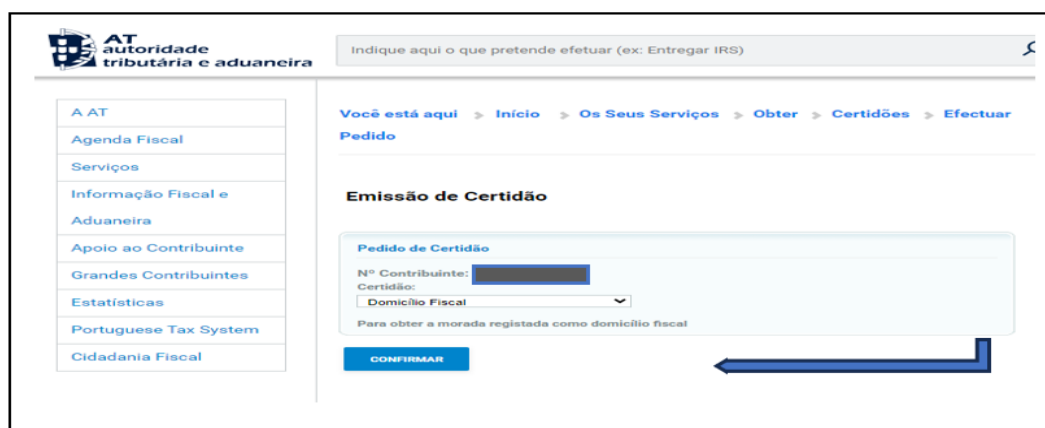 AT
autoridade
tributária e aduaneira
Indique aqui o que pretende efetuar (ex: Entregar IRS)
A AT
Agenda Fiscal
Serviços
Informação Fiscal e
Aduaneira
Apoio ao Contribuinte
Grandes Contribuintes
Estatísticas
Portuguese Tax System
Cidadania Fiscal
Você está aqui > Início > Os Seus Serviços > Obter > Certidões > Efectuar
Pedido
Emissão de Certidão
Pedido de Certidão
Nº Contribuinte:
Certidão:
Domicílio Fiscal
Para obter a morada registada como domicílio fiscal
CONFIRMAR